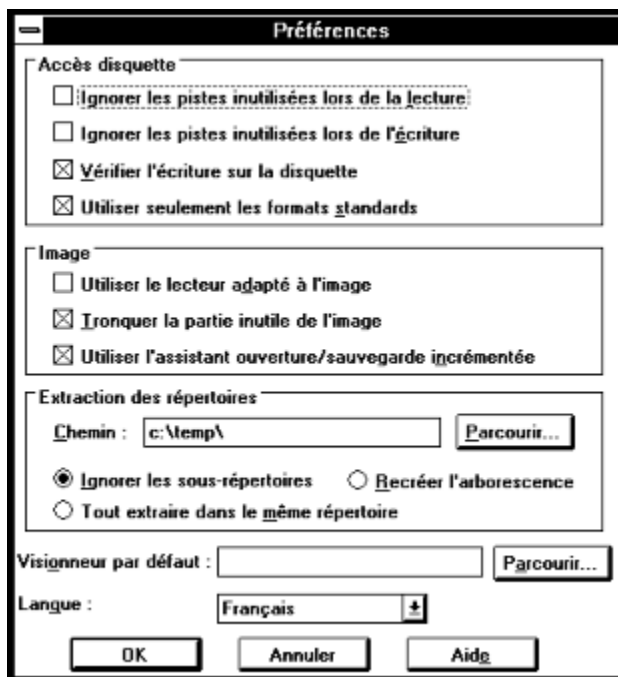 Préférences
Accès disquette
Ignorer les pistes inutilisées lors de la lecture
Ignorer les pistes inutilisées lors de l'écriture
Vérifier l'écriture sur la disquette
Utiliser seulement les formats standards
Image
Utiliser le lecteur adapté à l'image
Tronquer la partie inutile de l'image
Utiliser l'assistant ouverture/sauvegarde incrémentée
Extraction des répertoires
Chemin : c:\temp\ Parcourir...
Ignorer les sous-répertoires Recréer l'arborescence
Tout extraire dans le même répertoire
Visionneur par défaut : Parcourir...
Langue : Français
OK Annuler Aide